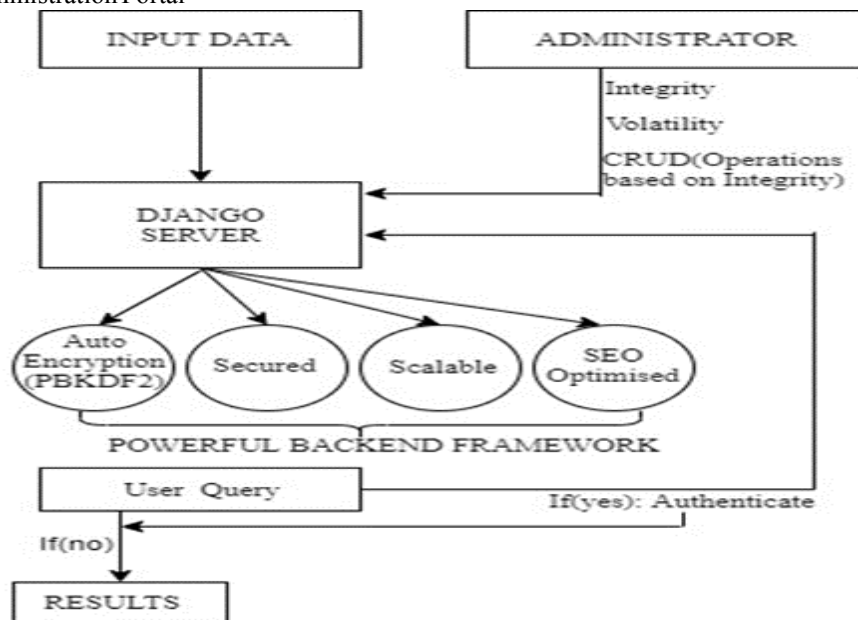 INPUT DATA
ADMINISTRATOR
Integrity
Volatility
CRUD(Operations
based on Integrity)
DJANGO
SERVER
Auto
Encryption
(PBKDF2)
Secured
Scalable
SEO
Optimised
POWERFUL BACKEND FRAMEWORK
User Query
If(yes): Authenticate
If(no)
RESULTS